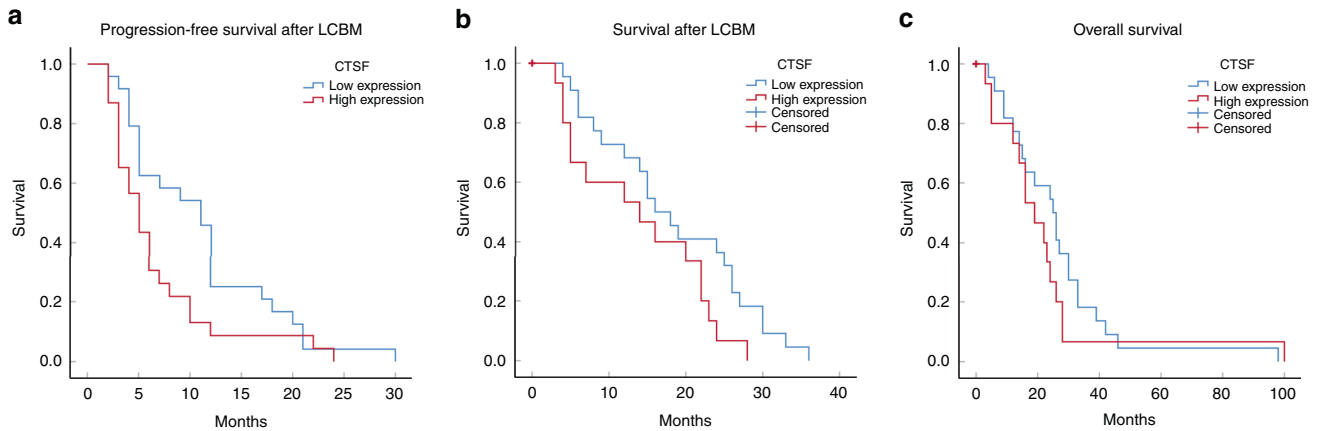 a
Progression-free survival after LCBM
CTSF
Low expression
High expression
Survival
1.0
0.8
0.6
0.4
0.2
0.0
0 5 10 15 20 25 30
Months
b
Survival after LCBM
CTSF
Low expression
High expression
Censored
Censored
Survival
1.0
0.8
0.6
0.4
0.2
0.0
0 10 20 30 40
Months
c
Overall survival
CTSF
Low expression
High expression
Censored
Censored
Survival
1.0
0.8
0.6
0.4
0.2
0.0
0 20 40 60 80 100
Months